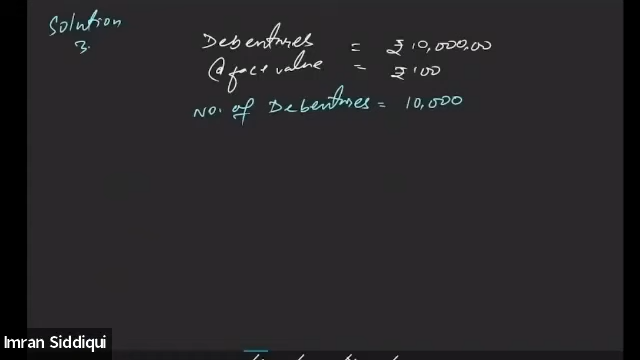 Solution
3.
Debentures = ₹10,000,00
@ face value = ₹100
No. of Debentures = 10,000
Imran Siddiqui